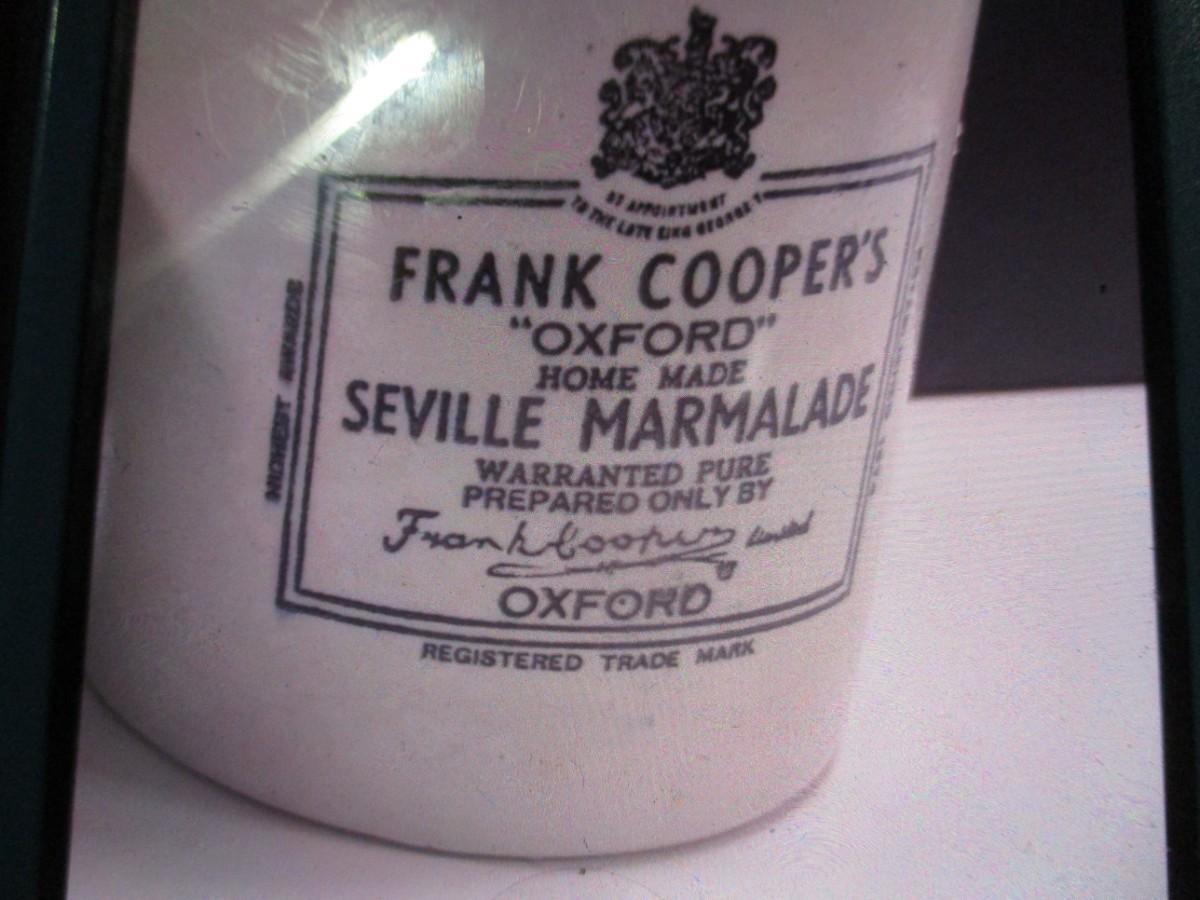 BY APPOINTMENT
TO THE LATE KING GEORGE V
FRANK COOPER'S
"OXFORD"
HOME MADE
SEVILLE MARMALADE
WARRANTED PURE
PREPARED ONLY BY
Frank Cooper Limited
OXFORD
REGISTERED TRADE MARK
HIGHEST AWARDS